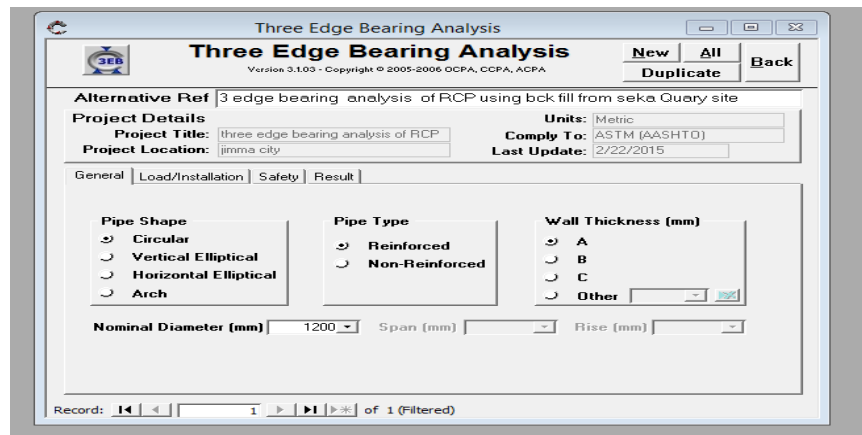 Three Edge Bearing Analysis
3EB
Three Edge Bearing Analysis
Version 3.1.03 - Copyright © 2005-2006 OCPA, CCPA, ACPA
New All
Duplicate
Back
Alternative Ref 3 edge bearing analysis of RCP using bck fill from seka Quary site
Project Details
Units: Metric
Project Title: three edge bearing analysis of RCP
Comply To: ASTM (AASHTO)
Project Location: jimma city
Last Update: 2/22/2015
General Load/Installation Safety Result
Pipe Shape
Circular
Vertical Elliptical
Horizontal Elliptical
Arch
Pipe Type
Reinforced
Non-Reinforced
Wall Thickness (mm)
A
B
C
Other
Nominal Diameter (mm) 1200 Span (mm) Rise (mm)
Record: 1 of 1 (Filtered)